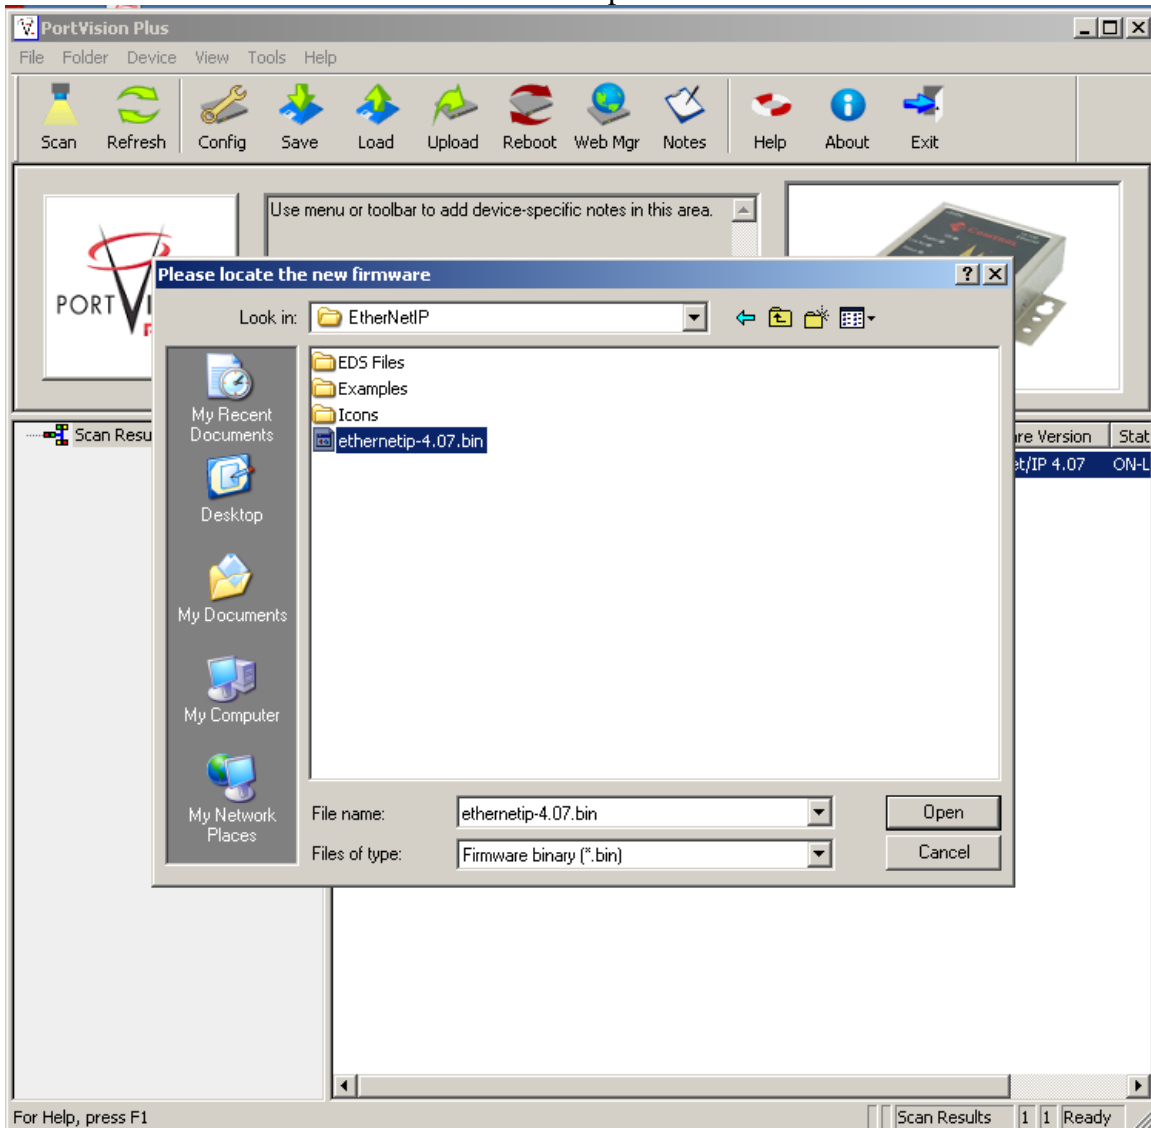 PortVision Plus
File Folder Device View Tools Help
Scan Refresh Config Save Load Upload Reboot Web Mgr Notes Help About Exit
Use menu or toolbar to add device-specific notes in this area.
PORT
Please locate the new firmware
Look in: EtherNetIP
EDS Files
Examples
Icons
ethernetip-4.07.bin
My Recent
Documents
Desktop
My Documents
My Computer
My Network
Places
File name: ethernetip-4.07.bin Open
Files of type: Firmware binary (*.bin) Cancel
Scan Resu
re Version Stat
et/IP 4.07 ON-L
For Help, press F1 Scan Results 1 1 Ready